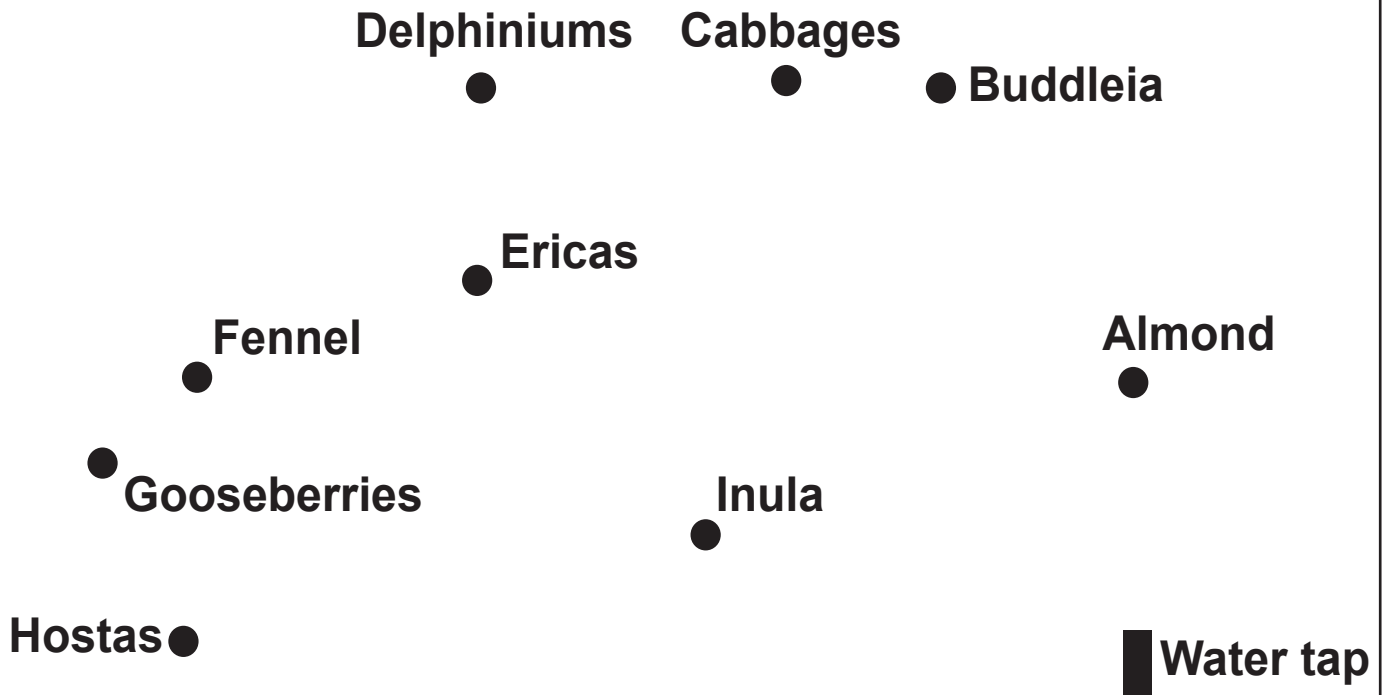 Delphiniums
Cabbages
Buddleia
Ericas
Fennel
Almond
Gooseberries
Inula
Hostas
Water tap